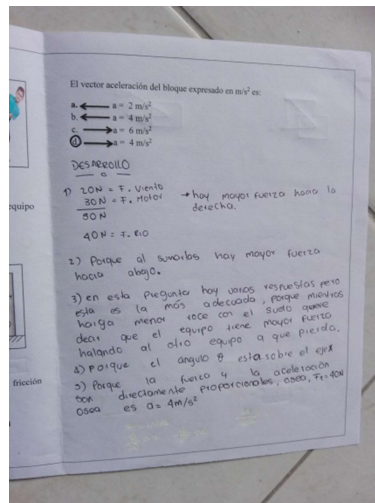 El vector aceleración del bloque expresado en m/s² es:
a. ← a = 2 m/s²
b. ← a = 4 m/s²
c. → a = 6 m/s²
d → a = 4 m/s²
DESARROLLO
1) 20N = F. Viento
30N = F. Motor
50N
→ hay mayor fuerza hacia la
derecha.
40N = F. Rio
2) Porque al sumarlas hay mayor fuerza
hacia abajo.
3) en esta pregunta hay varias respuestas pero
esta es la más adecuada, porque mientras
haiga menor roce con el suelo quiere
decir que el equipo tiene mayor fuerza
halando al otro equipo a que pierda.
4) porque el angulo θ esta sobre el eje x
5) Porque la fuerza y la aceleración
son directamente proporcionales, osea, F = 40N
osea es a = 4m/s²
equipo
fricción